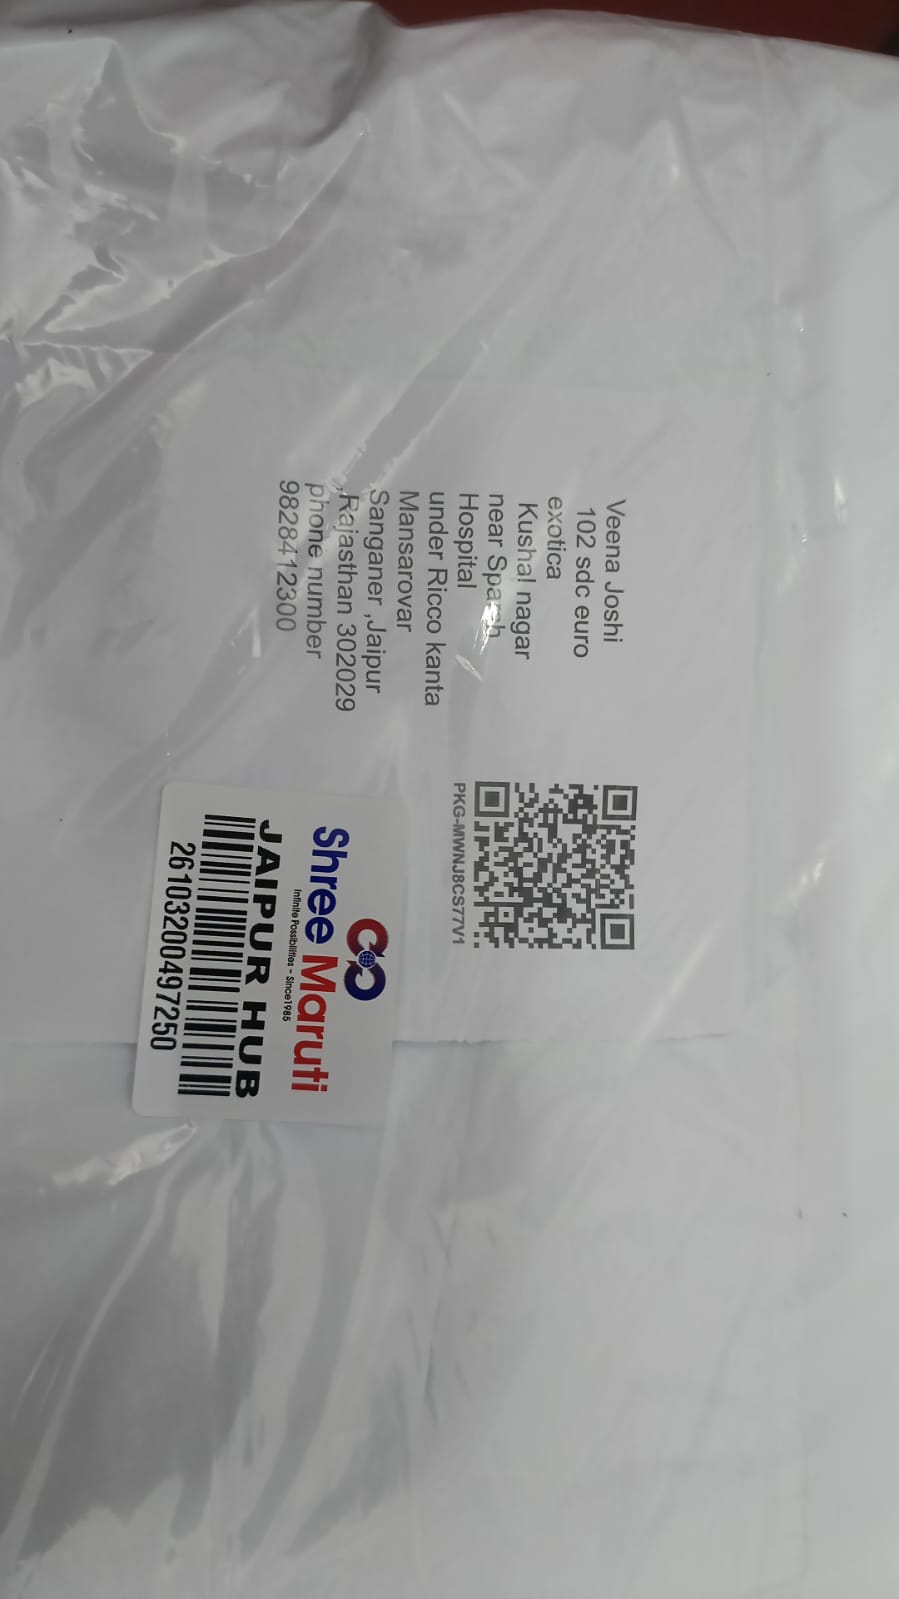 Veena Joshi
102 sdc euro
exotica
Kushal nagar
near Sparsh
Hospital
under Ricco kanta
Mansarovar
Sanganer ,Jaipur
,Rajasthan 302029
phone number
9828412300
PKG-MWNJ8CS77V1
Shree Maruti
Infinite Possibilities - Since1985
JAIPUR HUB
26103200497250